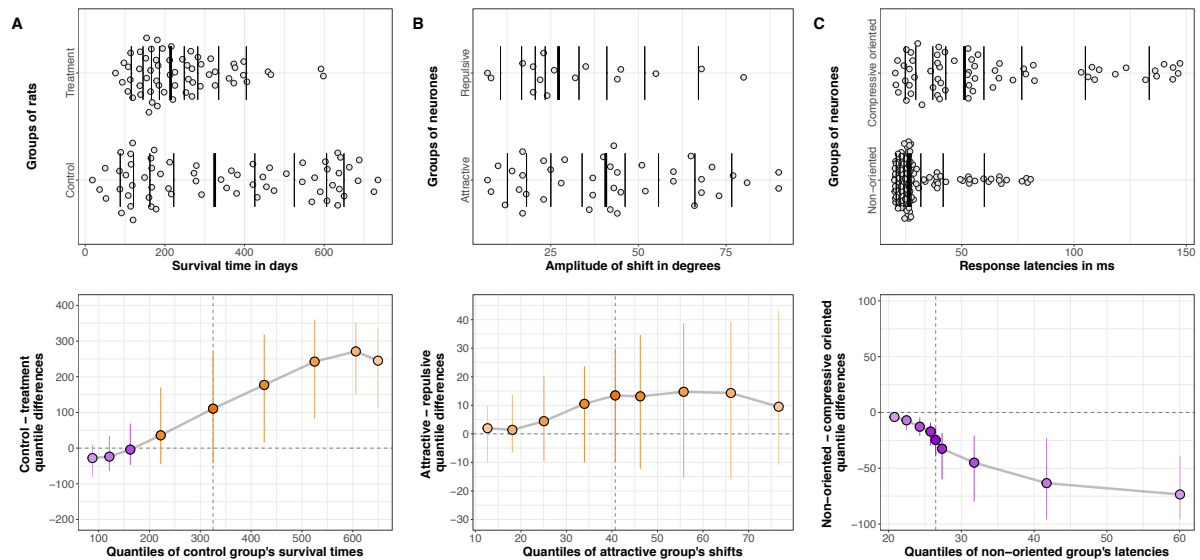 A
Groups of rats
Treatment
Control
0
200
400
600
Survival time in days
B
Groups of neurones
Repulsive
Attractive
25
50
75
Amplitude of shift in degrees
C
Groups of neurones
Compressive oriented
Non−oriented
50
100
150
Response latencies in ms
Control − treatment
quantile differences
400
300
200
100
0
−100
−200
100
200
300
400
500
600
Quantiles of control group's survival times
Attractive − repulsive
quantile differences
40
30
20
10
0
−10
−20
−30
10
20
30
40
50
60
70
Quantiles of attractive group's shifts
Non−oriented − compressive oriented
quantile differences
100
50
0
−50
−100
20
30
40
50
60
Quantiles of non−oriented group's latencies